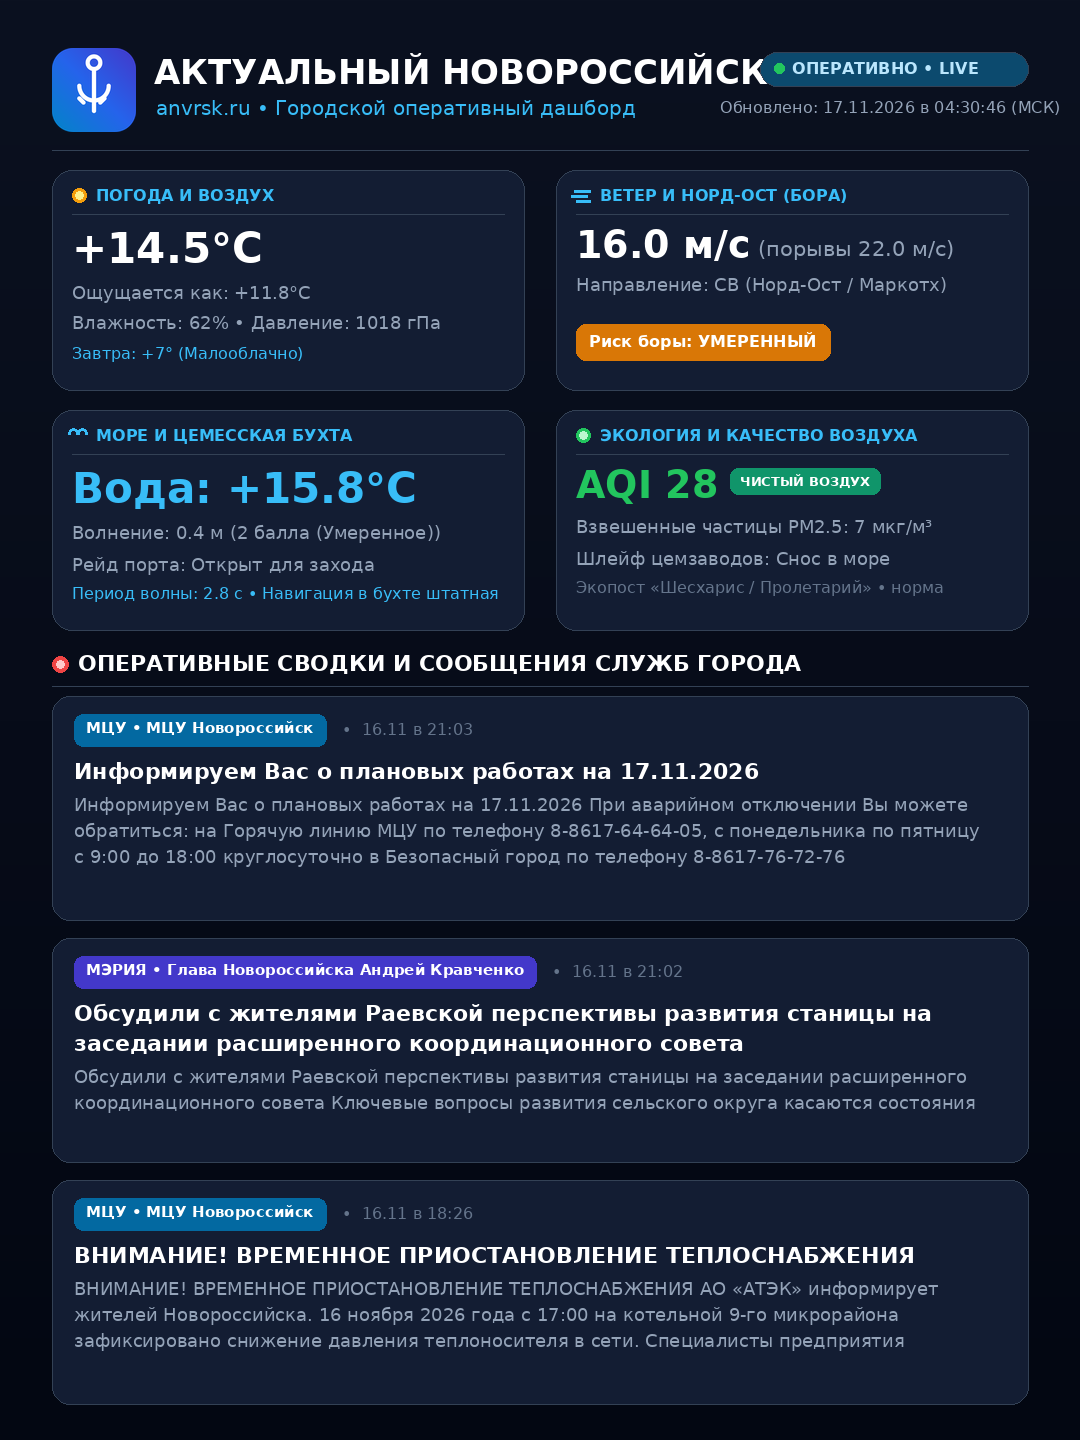 АКТУАЛЬНЫЙ НОВОРОССИЙСК
ОПЕРАТИВНО • LIVE
anvrsk.ru • Городской оперативный дашборд
Обновлено: 17.11.2026 в 04:30:46 (МСК)
ПОГОДА И ВОЗДУХ
+14.5°C
Ощущается как: +11.8°C
Влажность: 62% • Давление: 1018 гПа
Завтра: +7° (Малооблачно)
ВЕТЕР И НОРД-ОСТ (БОРА)
16.0 м/с (порывы 22.0 м/с)
Направление: СВ (Норд-Ост / Маркотх)
Риск боры: УМЕРЕННЫЙ
МОРЕ И ЦЕМЕССКАЯ БУХТА
Вода: +15.8°C
Волнение: 0.4 м (2 балла (Умеренное))
Рейд порта: Открыт для захода
Период волны: 2.8 с • Навигация в бухте штатная
ЭКОЛОГИЯ И КАЧЕСТВО ВОЗДУХА
AQI 28 ЧИСТЫЙ ВОЗДУХ
Взвешенные частицы PM2.5: 7 мкг/м³
Шлейф цемзаводов: Снос в море
Экопост «Шесхарис / Пролетарий» • норма
ОПЕРАТИВНЫЕ СВОДКИ И СООБЩЕНИЯ СЛУЖБ ГОРОДА
МЦУ • МЦУ Новороссийск • 16.11 в 21:03
Информируем Вас о плановых работах на 17.11.2026
Информируем Вас о плановых работах на 17.11.2026 При аварийном отключении Вы можете
обратиться: на Горячую линию МЦУ по телефону 8-8617-64-64-05, с понедельника по пятницу
с 9:00 до 18:00 круглосуточно в Безопасный город по телефону 8-8617-76-72-76
МЭРИЯ • Глава Новороссийска Андрей Кравченко • 16.11 в 21:02
Обсудили с жителями Раевской перспективы развития станицы на
заседании расширенного координационного совета
Обсудили с жителями Раевской перспективы развития станицы на заседании расширенного
координационного совета Ключевые вопросы развития сельского округа касаются состояния
МЦУ • МЦУ Новороссийск • 16.11 в 18:26
ВНИМАНИЕ! ВРЕМЕННОЕ ПРИОСТАНОВЛЕНИЕ ТЕПЛОСНАБЖЕНИЯ
ВНИМАНИЕ! ВРЕМЕННОЕ ПРИОСТАНОВЛЕНИЕ ТЕПЛОСНАБЖЕНИЯ АО «АТЭК» информирует
жителей Новороссийска. 16 ноября 2026 года с 17:00 на котельной 9-го микрорайона
зафиксировано снижение давления теплоносителя в сети. Специалисты предприятия